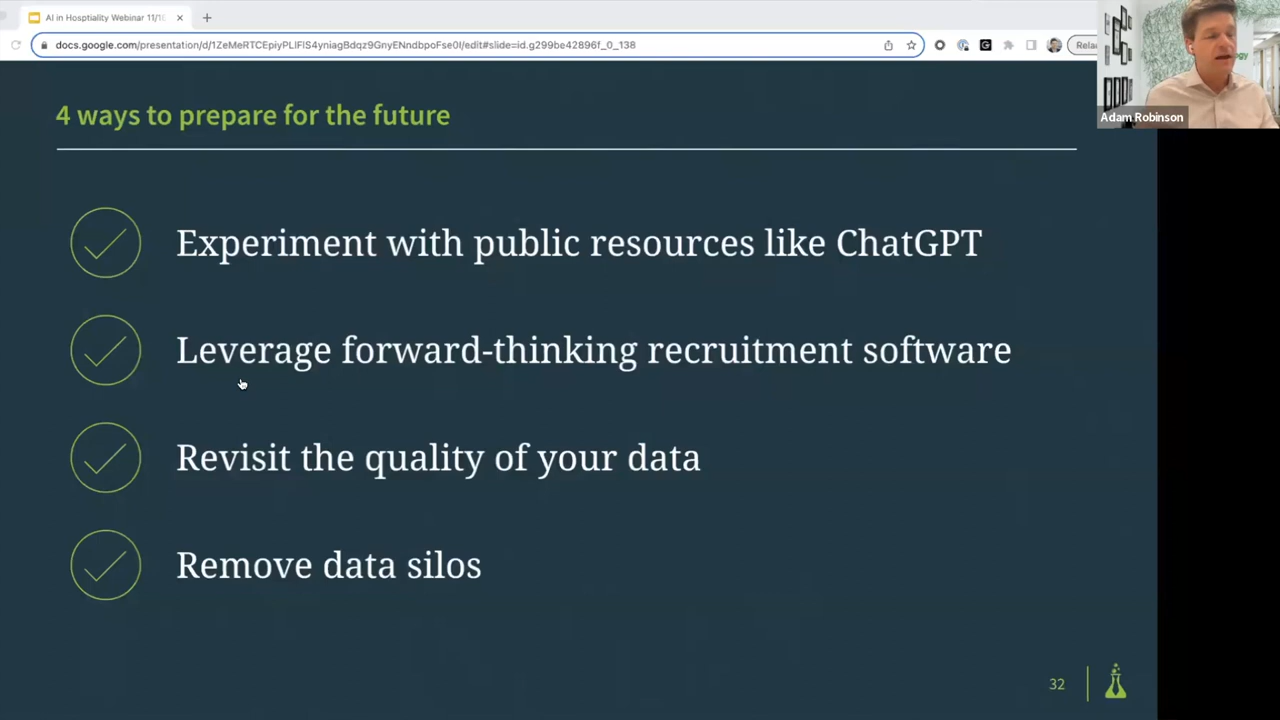 AI in Hosptiality Webinar 11/1
docs.google.com/presentation/d/1ZeMeRTCEpiyPLIFlS4yniagBdqz9GnyENndbpoFse0I/edit#slide=id.g299be42896f_0_138
Adam Robinson
4 ways to prepare for the future
Experiment with public resources like ChatGPT
Leverage forward-thinking recruitment software
Revisit the quality of your data
Remove data silos
32